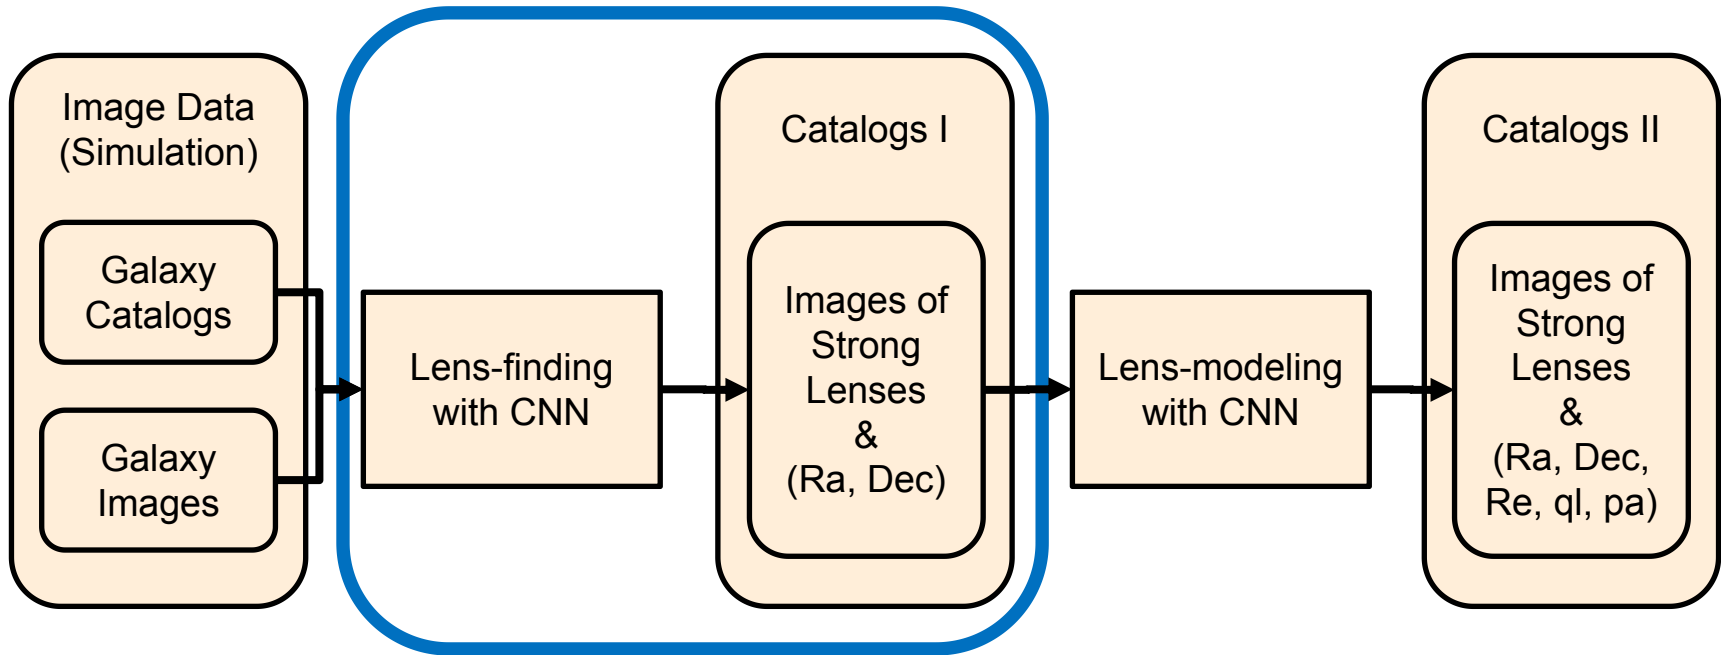 Image Data
(Simulation)
Galaxy
Catalogs
Galaxy
Images
Lens-finding
with CNN
Catalogs I
Images of
Strong
Lenses
&
(Ra, Dec)
Lens-modeling
with CNN
Catalogs II
Images of
Strong
Lenses
&
(Ra, Dec,
Re, ql, pa)